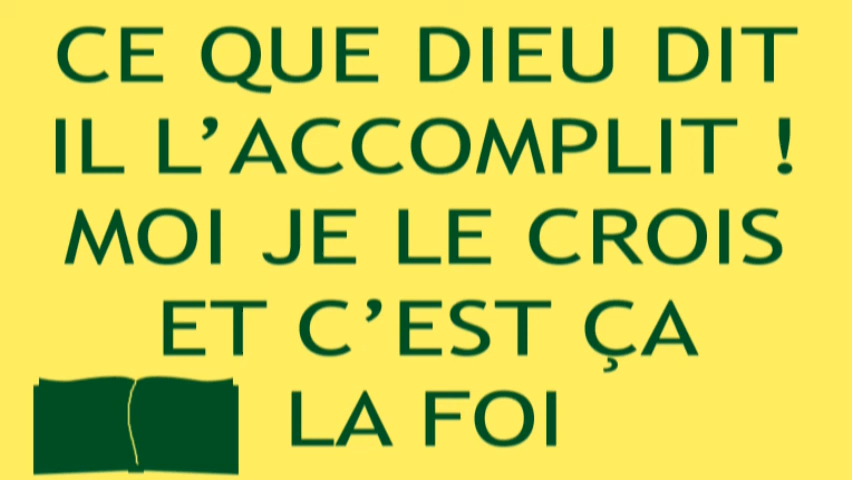 CE QUE DIEU DIT
IL L’ACCOMPLIT !
MOI JE LE CROIS
ET C’EST ÇA
LA FOI